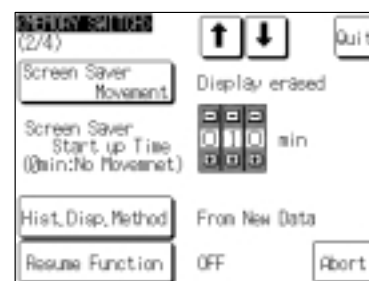 (MEMORY SWITCH)
(2/4)
Quit
Screen Saver
Movement
Display erased
Screen Saver
Start up Time
(0min:No Movemnet)
010 min
Hist.Disp.Method
From New Data
Resume Function
OFF
Abort